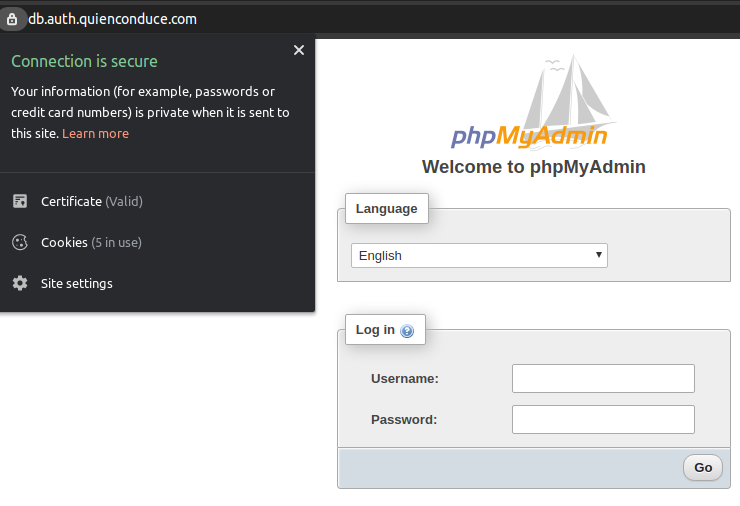 db.auth.quienconduce.com
Connection is secure
Your information (for example, passwords or
credit card numbers) is private when it is sent to
this site. Learn more
Certificate (Valid)
Cookies (5 in use)
Site settings
phpMyAdmin
Welcome to phpMyAdmin
Language
English
Log in
Username:
Password:
Go